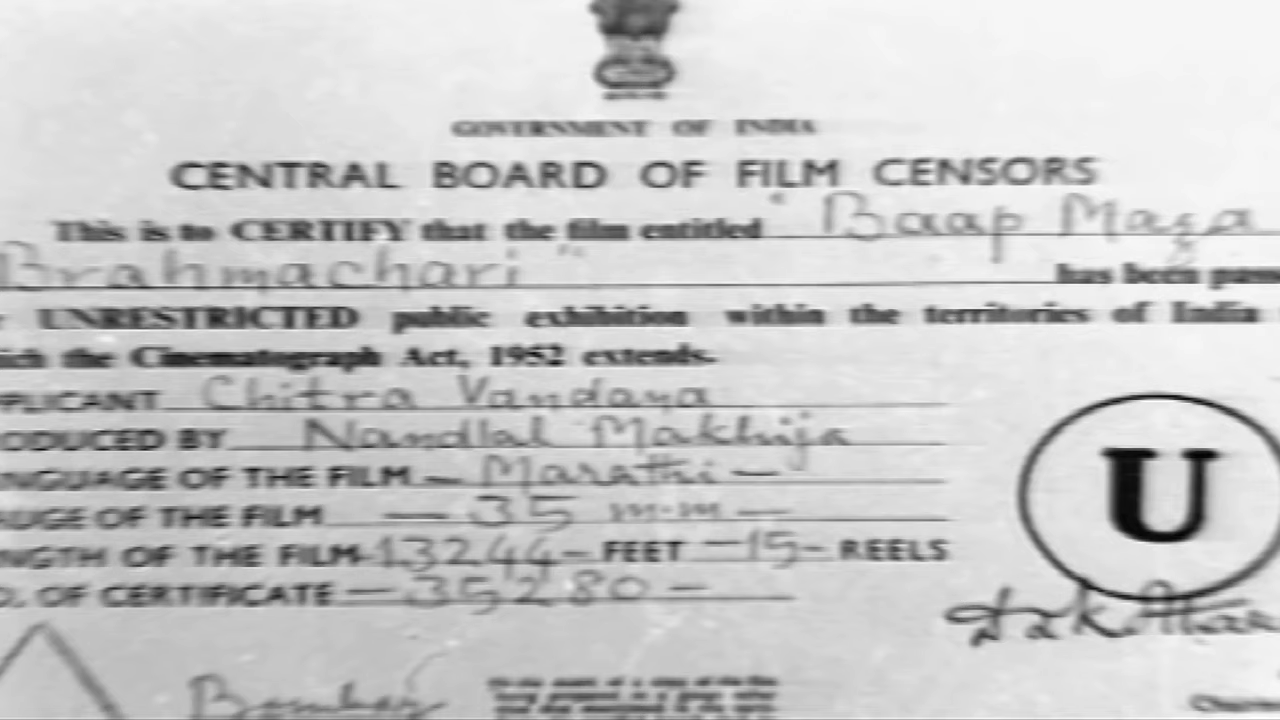 GOVERNMENT OF INDIA
CENTRAL BOARD OF FILM CENSORS
This is to CERTIFY that the film entitled "Baap Maza
Brahmachari" has been pass
UNRESTRICTED public exhibition within the territories of India
ich the Cinematograph Act, 1952 extends.
PLICANT Chitra Vandana
ODUCED BY Nandlal Makhija
NGUAGE OF THE FILM - Marathi -
AUGE OF THE FILM - 35 m.m -
NGTH OF THE FILM - 13244 - FEET - 15 - REELS
O. OF CERTIFICATE - 35280 -
U
Bombay